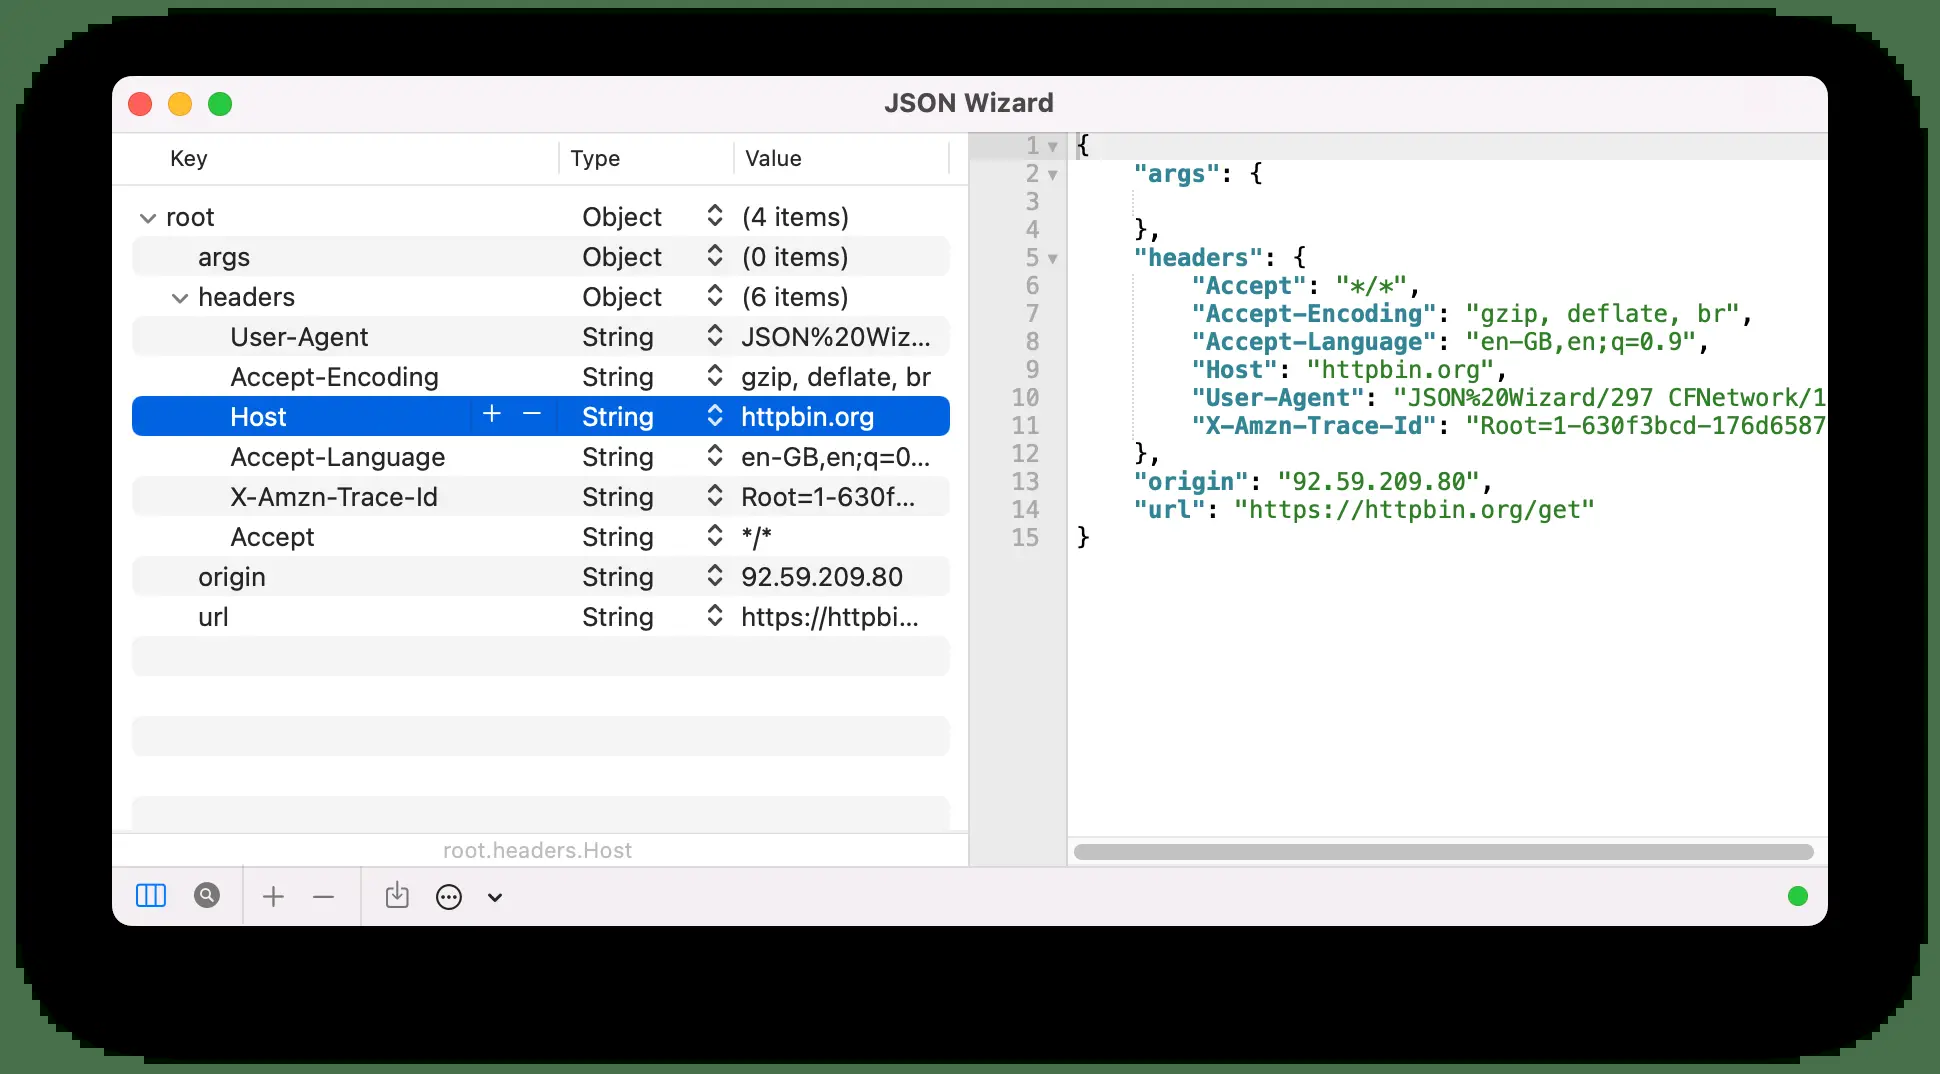 JSON Wizard
Key Type Value
root Object (4 items)
args Object (0 items)
headers Object (6 items)
User-Agent String JSON%20Wiz...
Accept-Encoding String gzip, deflate, br
Host + − String httpbin.org
Accept-Language String en-GB,en;q=0...
X-Amzn-Trace-Id String Root=1-630f...
Accept String */*
origin String 92.59.209.80
url String https://httpbi...
root.headers.Host
1 {
2 "args": {
3
4 },
5 "headers": {
6 "Accept": "*/*",
7 "Accept-Encoding": "gzip, deflate, br",
8 "Accept-Language": "en-GB,en;q=0.9",
9 "Host": "httpbin.org",
10 "User-Agent": "JSON%20Wizard/297 CFNetwork/1
11 "X-Amzn-Trace-Id": "Root=1-630f3bcd-176d6587
12 },
13 "origin": "92.59.209.80",
14 "url": "https://httpbin.org/get"
15 }